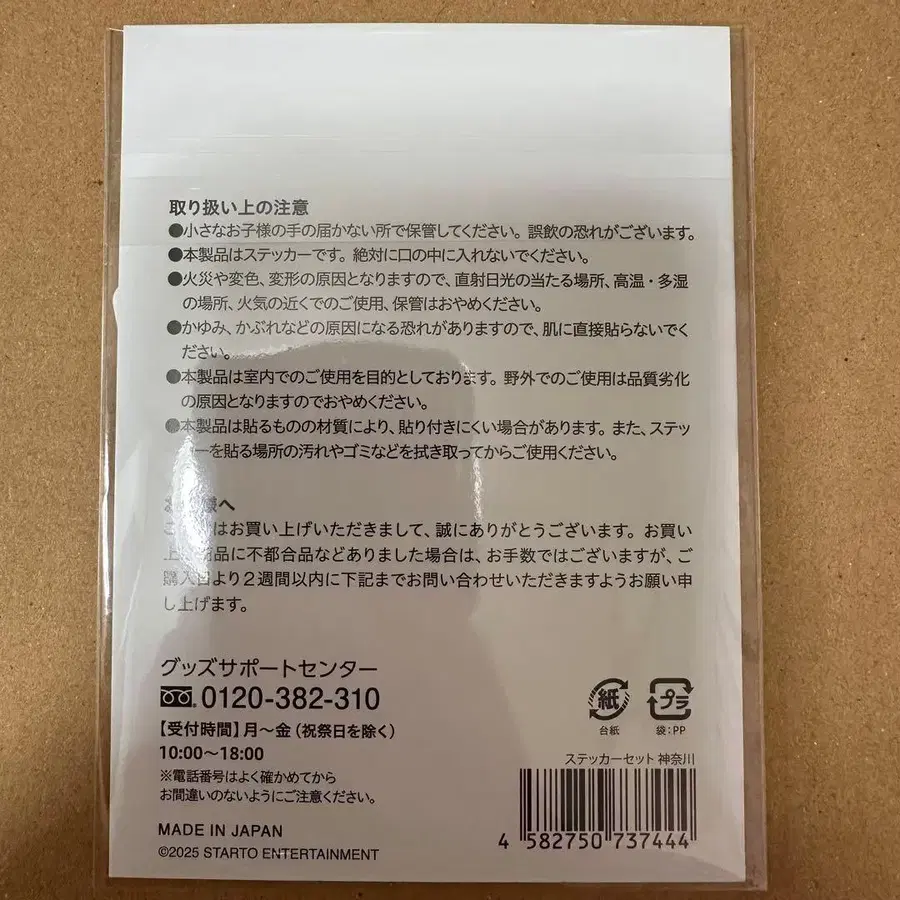 取り扱い上の注意
●小さなお子様の手の届かない所で保管してください。誤飲の恐れがございます。
●本製品はステッカーです。絶対に口の中に入れないでください。
●火災や変色、変形の原因となりますので、直射日光の当たる場所、高温・多湿
の場所、火気の近くでのご使用、保管はおやめください。
●かゆみ、かぶれなどの原因になる恐れがありますので、肌に直接貼らないでく
ださい。
●本製品は室内でのご使用を目的としております。野外でのご使用は品質劣化
の原因となりますのでおやめください。
●本製品は貼るものの材質により、貼り付きにくい場合があります。また、ステッ
ーを貼る場所の汚れやゴミなどを拭き取ってからご使用ください。
お 様へ
こ はお買い上げいただきまして、誠にありがとうございます。お買い
上 商品に不都合品などありました場合は、お手数ではございますが、ご
購入日より2週間以内に下記までお問い合わせいただきますようお願い申
し上げます。
グッズサポートセンター
0120-382-310
【受付時間】月〜金(祝祭日を除く)
10:00〜18:00
※電話番号はよく確かめてから
お間違いのないようにご注意ください。
MADE IN JAPAN
©2025 STARTO ENTERTAINMENT
紙
台紙
プラ
袋:PP
ステッカーセット 神奈川
4 582750 737444